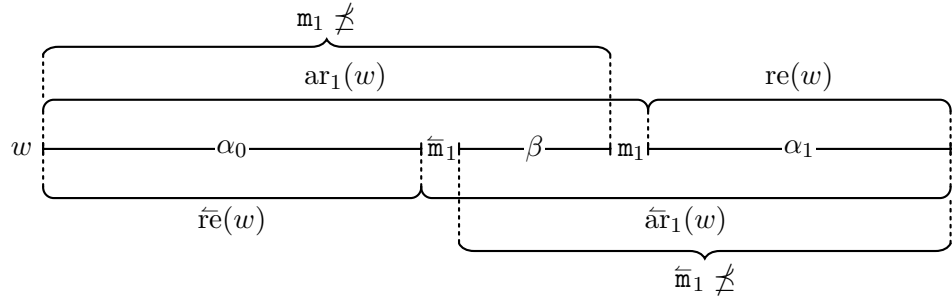 m₁ ⋠
ar₁(w) re(w)
w α₀ m̄₁ β m₁ α₁
r̄e(w) ār₁(w)
m̄₁ ⋠